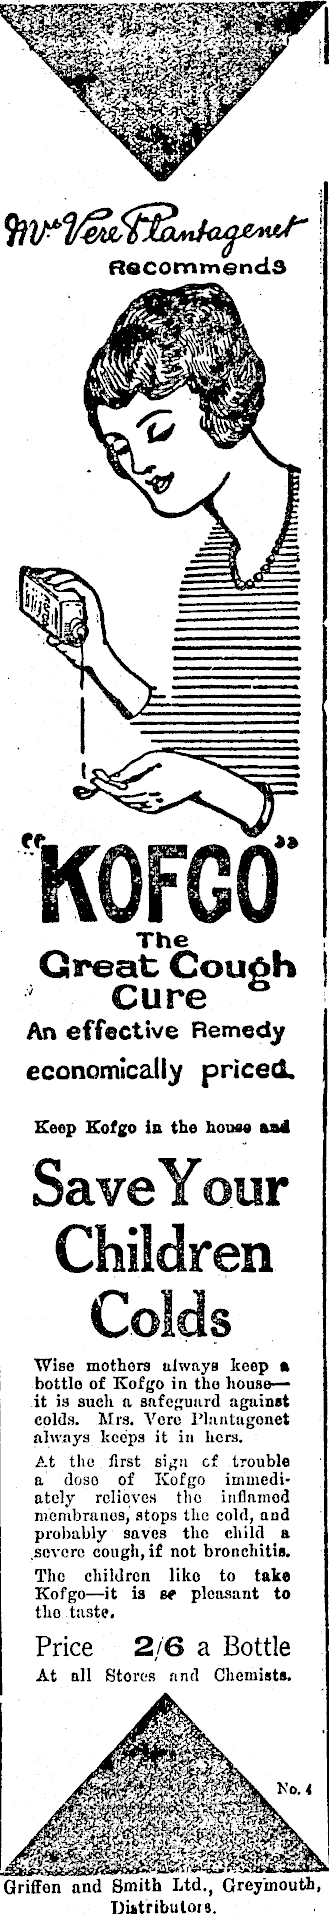 Mrs Vere Plantagenet
Recommends
"KOFGO"
The
Great Cough
Cure
An effective Remedy
economically priced.
Keep Kofgo in the house and
Save Your
Children
Colds
Wise mothers always keep a
bottle of Kofgo in the house—
it is such a safeguard against
colds. Mrs. Vere Plantagenet
always keeps it in hers.
At the first sign of trouble
a dose of Kofgo immedi-
ately relieves the inflamed
membranes, stops the cold, and
probably saves the child a
severe cough, if not bronchitis.
The children like to take
Kofgo—it is so pleasant to
the taste.
Price 2/6 a Bottle
At all Stores and Chemists.
No. 4
Griffen and Smith Ltd., Greymouth,
Distributors.